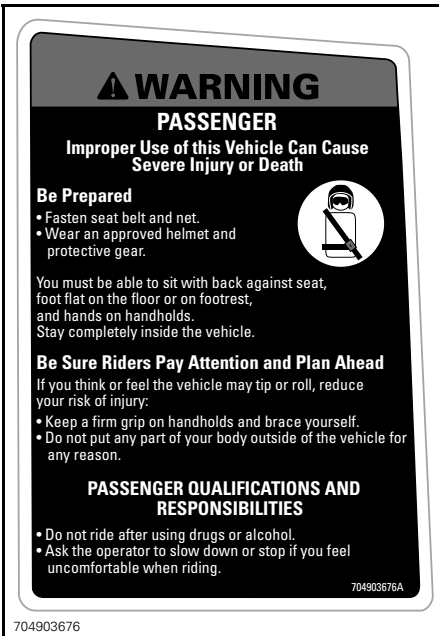 WARNING
PASSENGER
Improper Use of this Vehicle Can Cause
Severe Injury or Death
Be Prepared
• Fasten seat belt and net.
• Wear an approved helmet and
protective gear.
You must be able to sit with back against seat,
foot flat on the floor or on footrest,
and hands on handholds.
Stay completely inside the vehicle.
Be Sure Riders Pay Attention and Plan Ahead
If you think or feel the vehicle may tip or roll, reduce
your risk of injury:
• Keep a firm grip on handholds and brace yourself.
• Do not put any part of your body outside of the vehicle for
any reason.
PASSENGER QUALIFICATIONS AND
RESPONSIBILITIES
• Do not ride after using drugs or alcohol.
• Ask the operator to slow down or stop if you feel
uncomfortable when riding.
704903676A
704903676